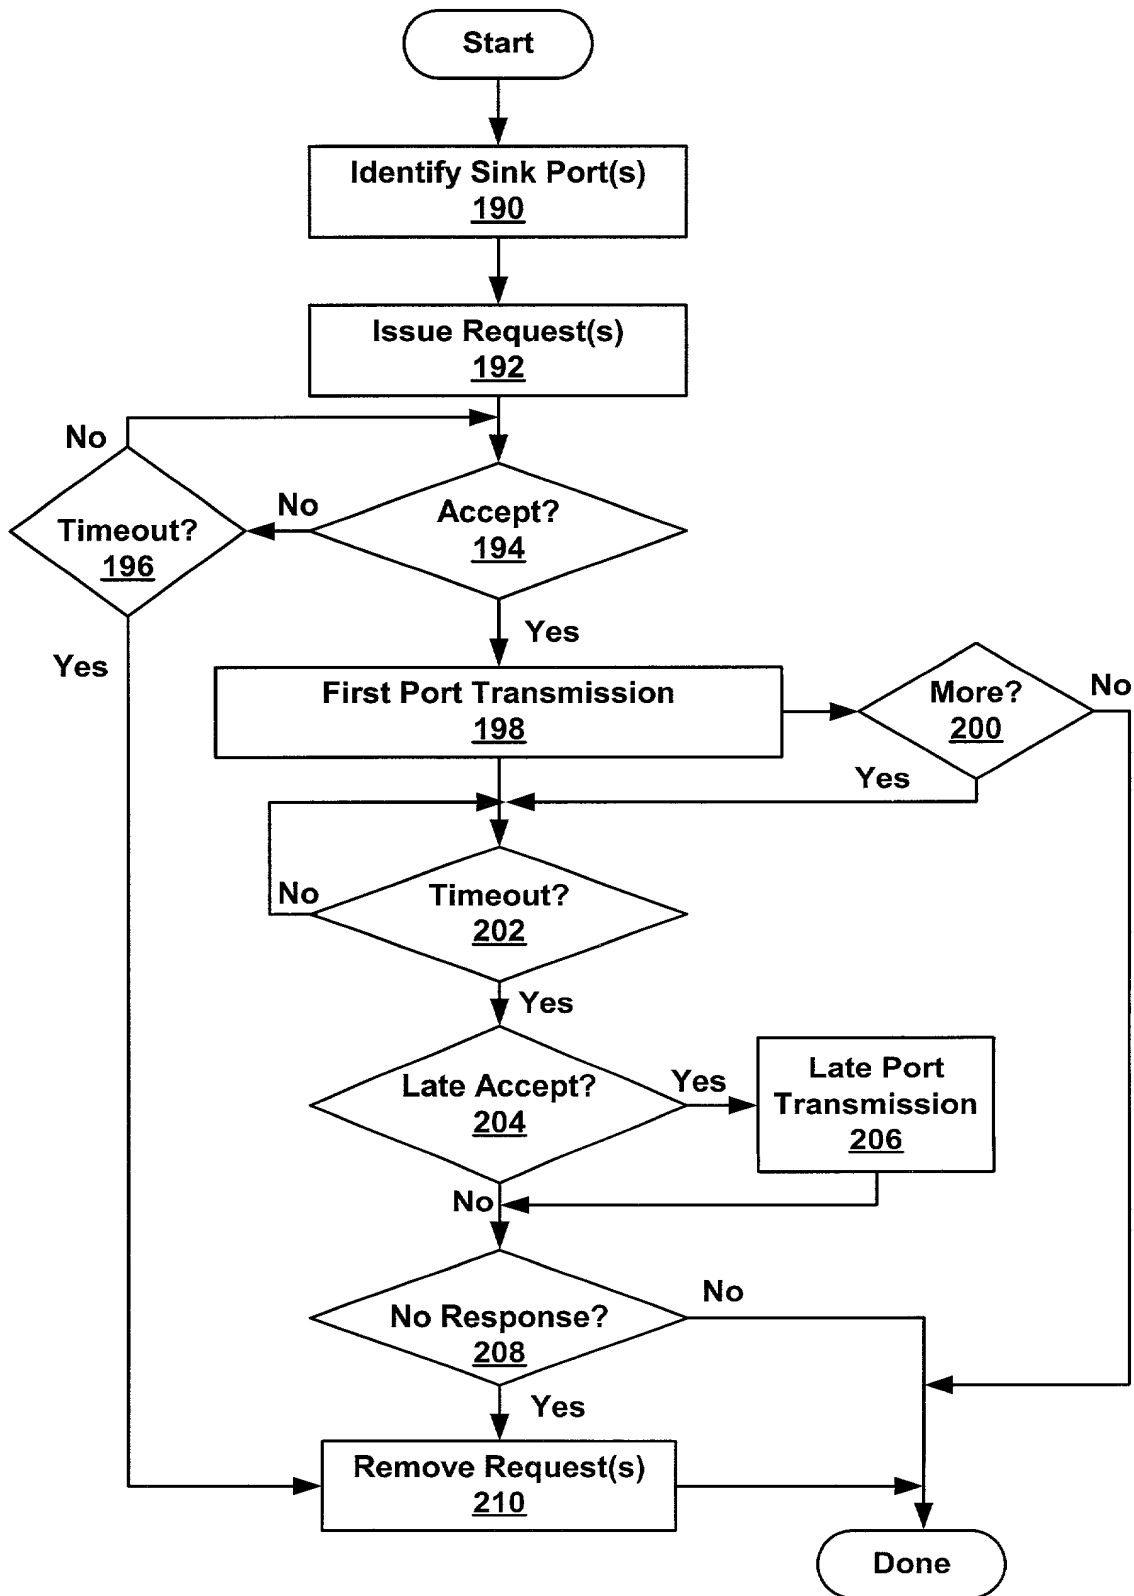 Start
Identify Sink Port(s)
190
Issue Request(s)
192
No
Timeout?
196
No
Accept?
194
Yes
Yes
First Port Transmission
198
More?
200
No
Yes
No
Timeout?
202
Yes
Late Accept?
204
Yes
Late Port
Transmission
206
No
No Response?
208
No
Yes
Remove Request(s)
210
Done